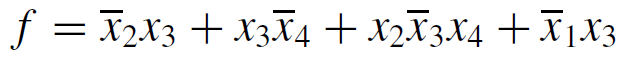 f = x̅₂x₃ + x₃x̅₄ + x₂x̅₃x₄ + x̅₁x₃